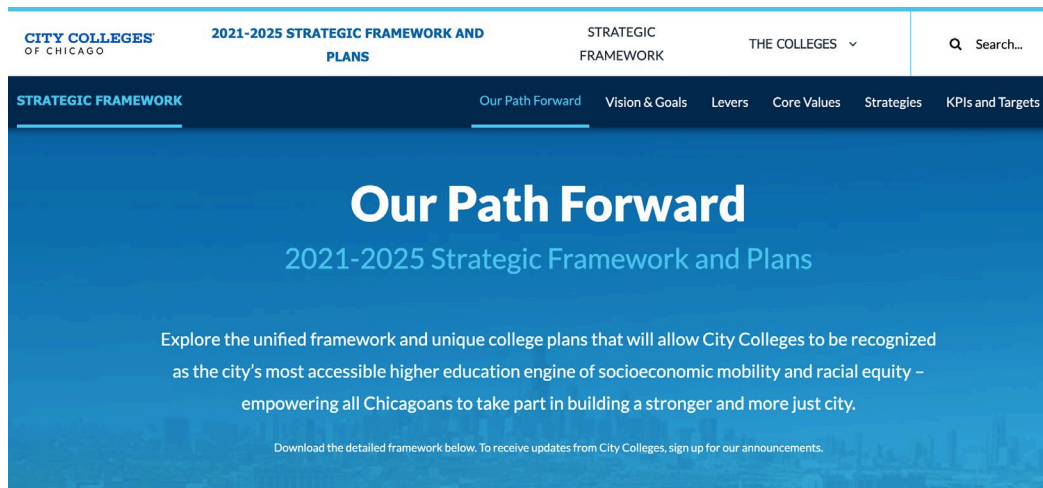 CITY COLLEGES®
OF CHICAGO
2021-2025 STRATEGIC FRAMEWORK AND
PLANS
STRATEGIC
FRAMEWORK
THE COLLEGES
Search...
STRATEGIC FRAMEWORK
Our Path Forward
Vision & Goals
Levers
Core Values
Strategies
KPIs and Targets
Our Path Forward
2021-2025 Strategic Framework and Plans
Explore the unified framework and unique college plans that will allow City Colleges to be recognized
as the city's most accessible higher education engine of socioeconomic mobility and racial equity –
empowering all Chicagoans to take part in building a stronger and more just city.
Download the detailed framework below. To receive updates from City Colleges, sign up for our announcements.